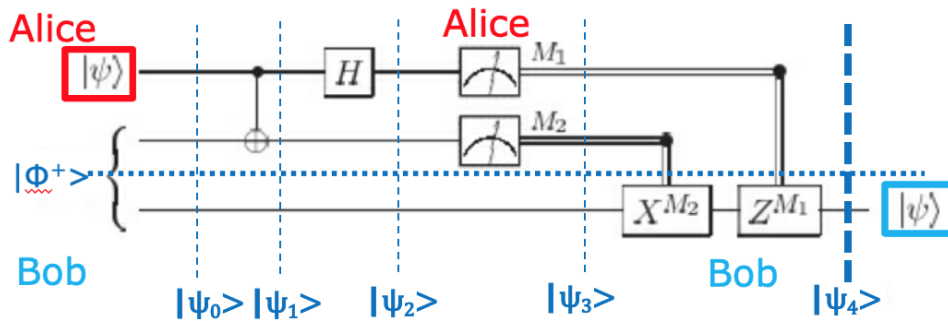 Alice
Alice
M₁
|ψ⟩
H
M₂
|Φ⁺>
X^M₂
Z^M₁
|ψ⟩
Bob
Bob
|ψ₀> |ψ₁> |ψ₂> |ψ₃> |ψ₄>